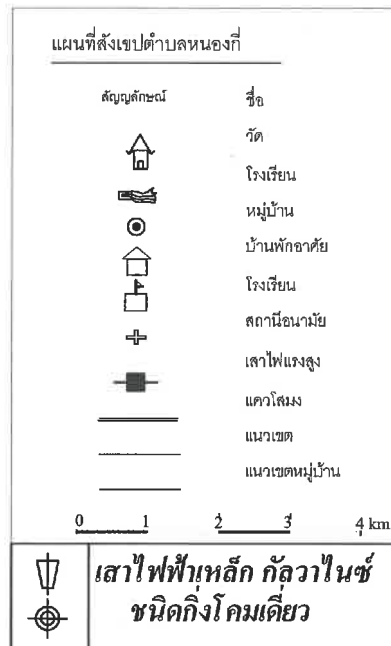 แผนที่สังเขปตำบลหนองกี่
สัญญลักษณ์ ชื่อ
วัด
โรงเรียน
หมู่บ้าน
บ้านพักอาศัย
โรงเรียน
สถานีอนามัย
เสาไฟแรงสูง
แคว้โสมง
แนวเขต
แนวเขตหมู่บ้าน
0 1 2 3 4 km
เสาไฟฟ้าเหล็ก กัลวาไนซ์
ชนิดกิ่งโคมเดี่ยว